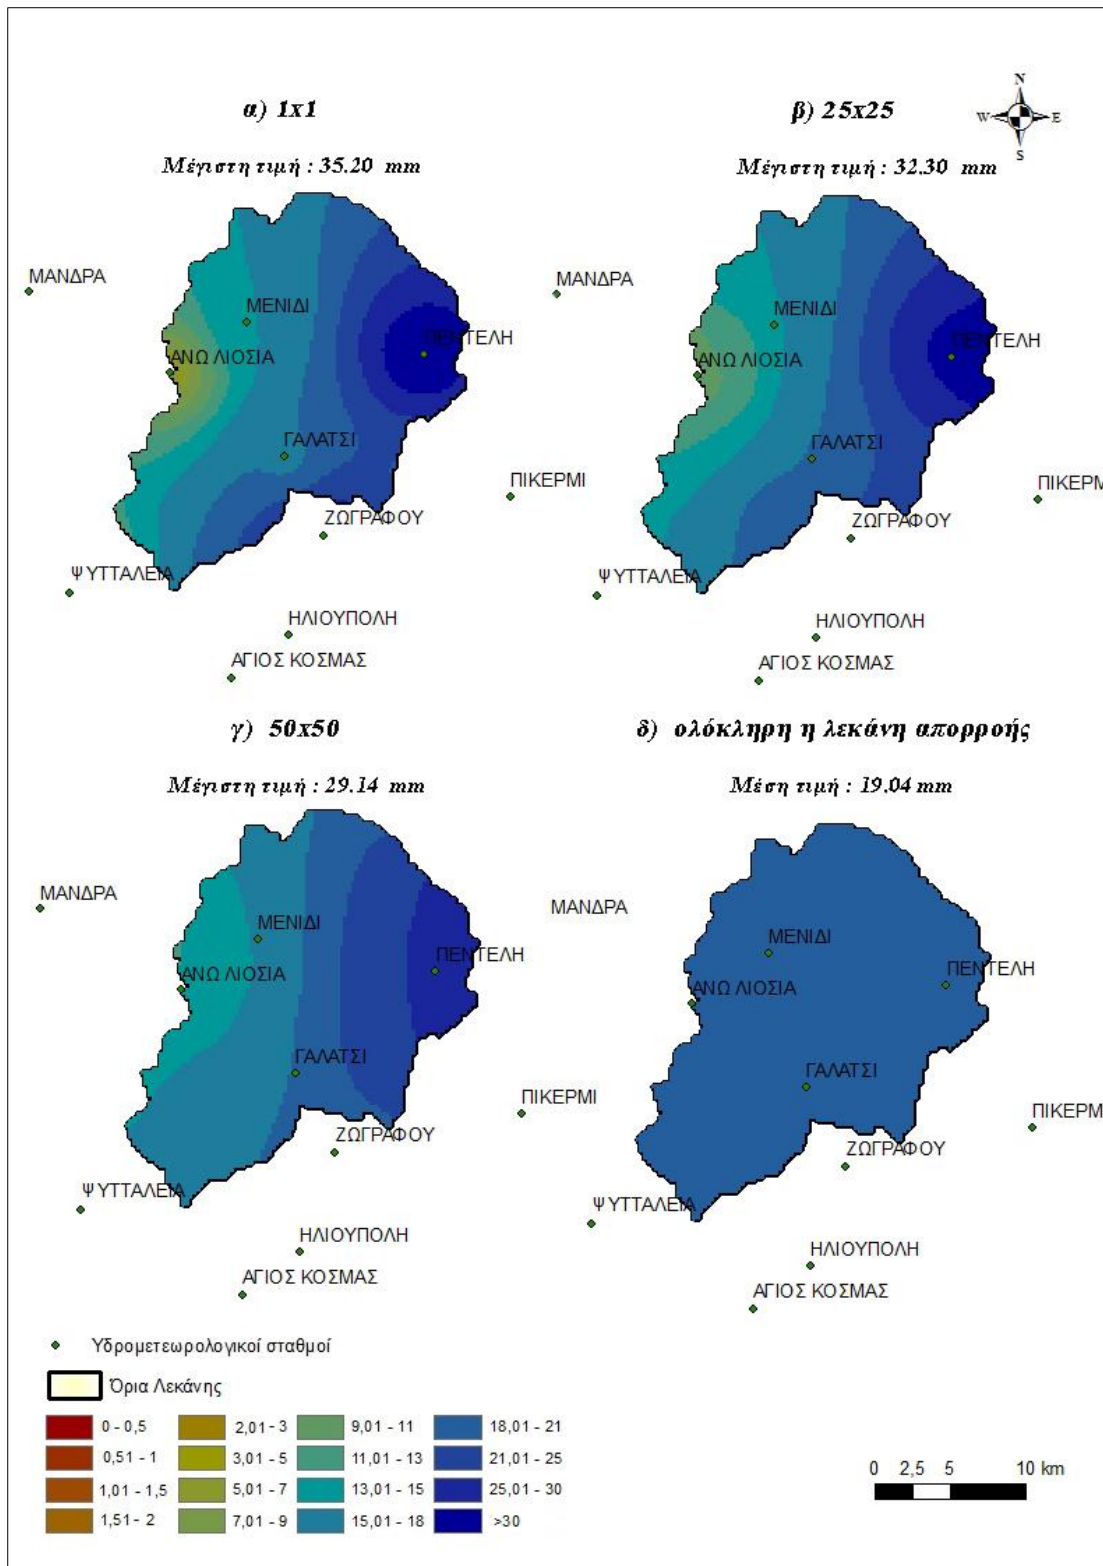 α) 1x1
Μέγιστη τιμή : 35.20 mm
ΜΑΝΔΡΑ
ΜΕΝΙΔΙ
ΠΕΝΤΕΛΗ
ΑΝΩ ΛΙΟΣΙΑ
ΓΑΛΑΤΣΙ
ΠΙΚΕΡΜΙ
ΖΩΓΡΑΦΟΥ
ΨΥΤΤΑΛΕΙΑ
ΗΛΙΟΥΠΟΛΗ
ΑΓΙΟΣ ΚΟΣΜΑΣ
β) 25x25
N
W
E
S
Μέγιστη τιμή : 32.30 mm
ΜΑΝΔΡΑ
ΜΕΝΙΔΙ
ΠΕΝΤΕΛΗ
ΑΝΩ ΛΙΟΣΙΑ
ΓΑΛΑΤΣΙ
ΠΙΚΕΡΜ
ΖΩΓΡΑΦΟΥ
ΨΥΤΤΑΛΕΙΑ
ΗΛΙΟΥΠΟΛΗ
ΑΓΙΟΣ ΚΟΣΜΑΣ
γ) 50x50
Μέγιστη τιμή : 29.14 mm
ΜΑΝΔΡΑ
ΜΕΝΙΔΙ
ΠΕΝΤΕΛΗ
ΑΝΩ ΛΙΟΣΙΑ
ΓΑΛΑΤΣΙ
ΠΙΚΕΡΜΙ
ΖΩΓΡΑΦΟΥ
ΨΥΤΤΑΛΕΙΑ
ΗΛΙΟΥΠΟΛΗ
ΑΓΙΟΣ ΚΟΣΜΑΣ
δ) ολόκληρη η λεκάνη απορροής
Μέση τιμή : 19.04 mm
ΜΑΝΔΡΑ
ΜΕΝΙΔΙ
ΠΕΝΤΕΛΗ
ΑΝΩ ΛΙΟΣΙΑ
ΓΑΛΑΤΣΙ
ΠΙΚΕΡΜΙ
ΖΩΓΡΑΦΟΥ
ΨΥΤΤΑΛΕΙΑ
ΗΛΙΟΥΠΟΛΗ
ΑΓΙΟΣ ΚΟΣΜΑΣ
Υδρομετεωρολογικοί σταθμοί
Όρια Λεκάνης
0 - 0,5
0,51 - 1
1,01 - 1,5
1,51 - 2
2,01 - 3
3,01 - 5
5,01 - 7
7,01 - 9
9,01 - 11
11,01 - 13
13,01 - 15
15,01 - 18
18,01 - 21
21,01 - 25
25,01 - 30
>30
0 2,5 5 10 km